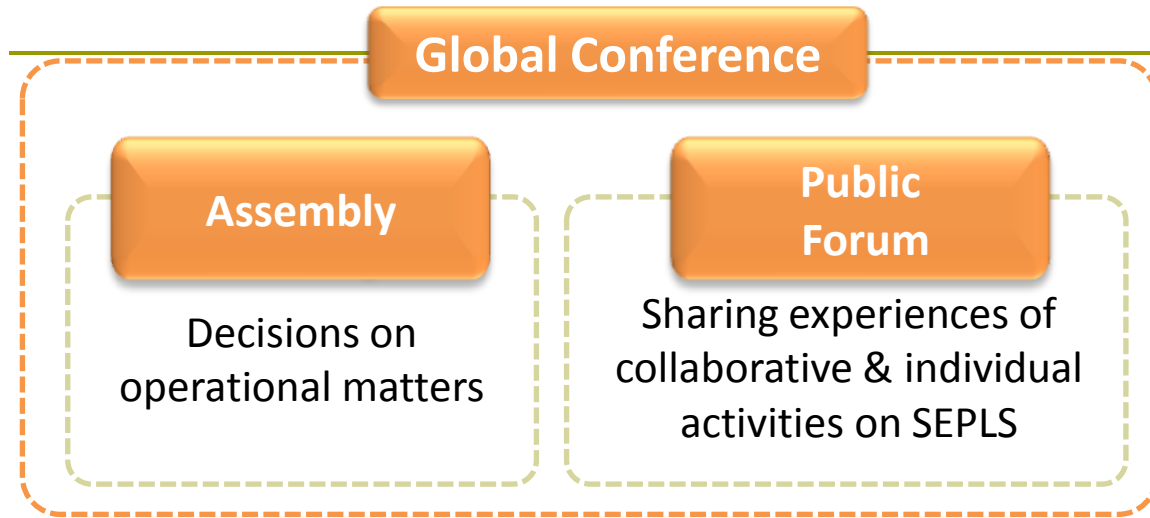 Global Conference
Assembly
Decisions on
operational matters
Public
Forum
Sharing experiences of
collaborative & individual
activities on SEPLS